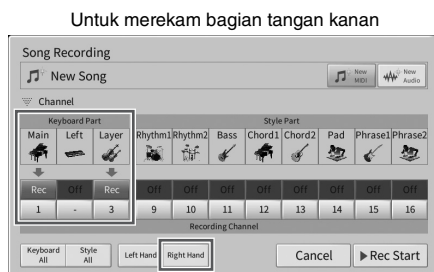 Untuk merekam bagian tangan kanan
Song Recording
New Song
New MIDI
New Audio
Channel
Keyboard Part
Style Part
Main Left Layer Rhythm1 Rhythm2 Bass Chord1 Chord2 Pad Phrase1 Phrase2
Rec Off Rec Off Off Off Off Off Off Off Off
1 - 3 9 10 11 12 13 14 15 16
Recording Channel
Keyboard All
Style All
Left Hand
Right Hand
Cancel
Rec Start